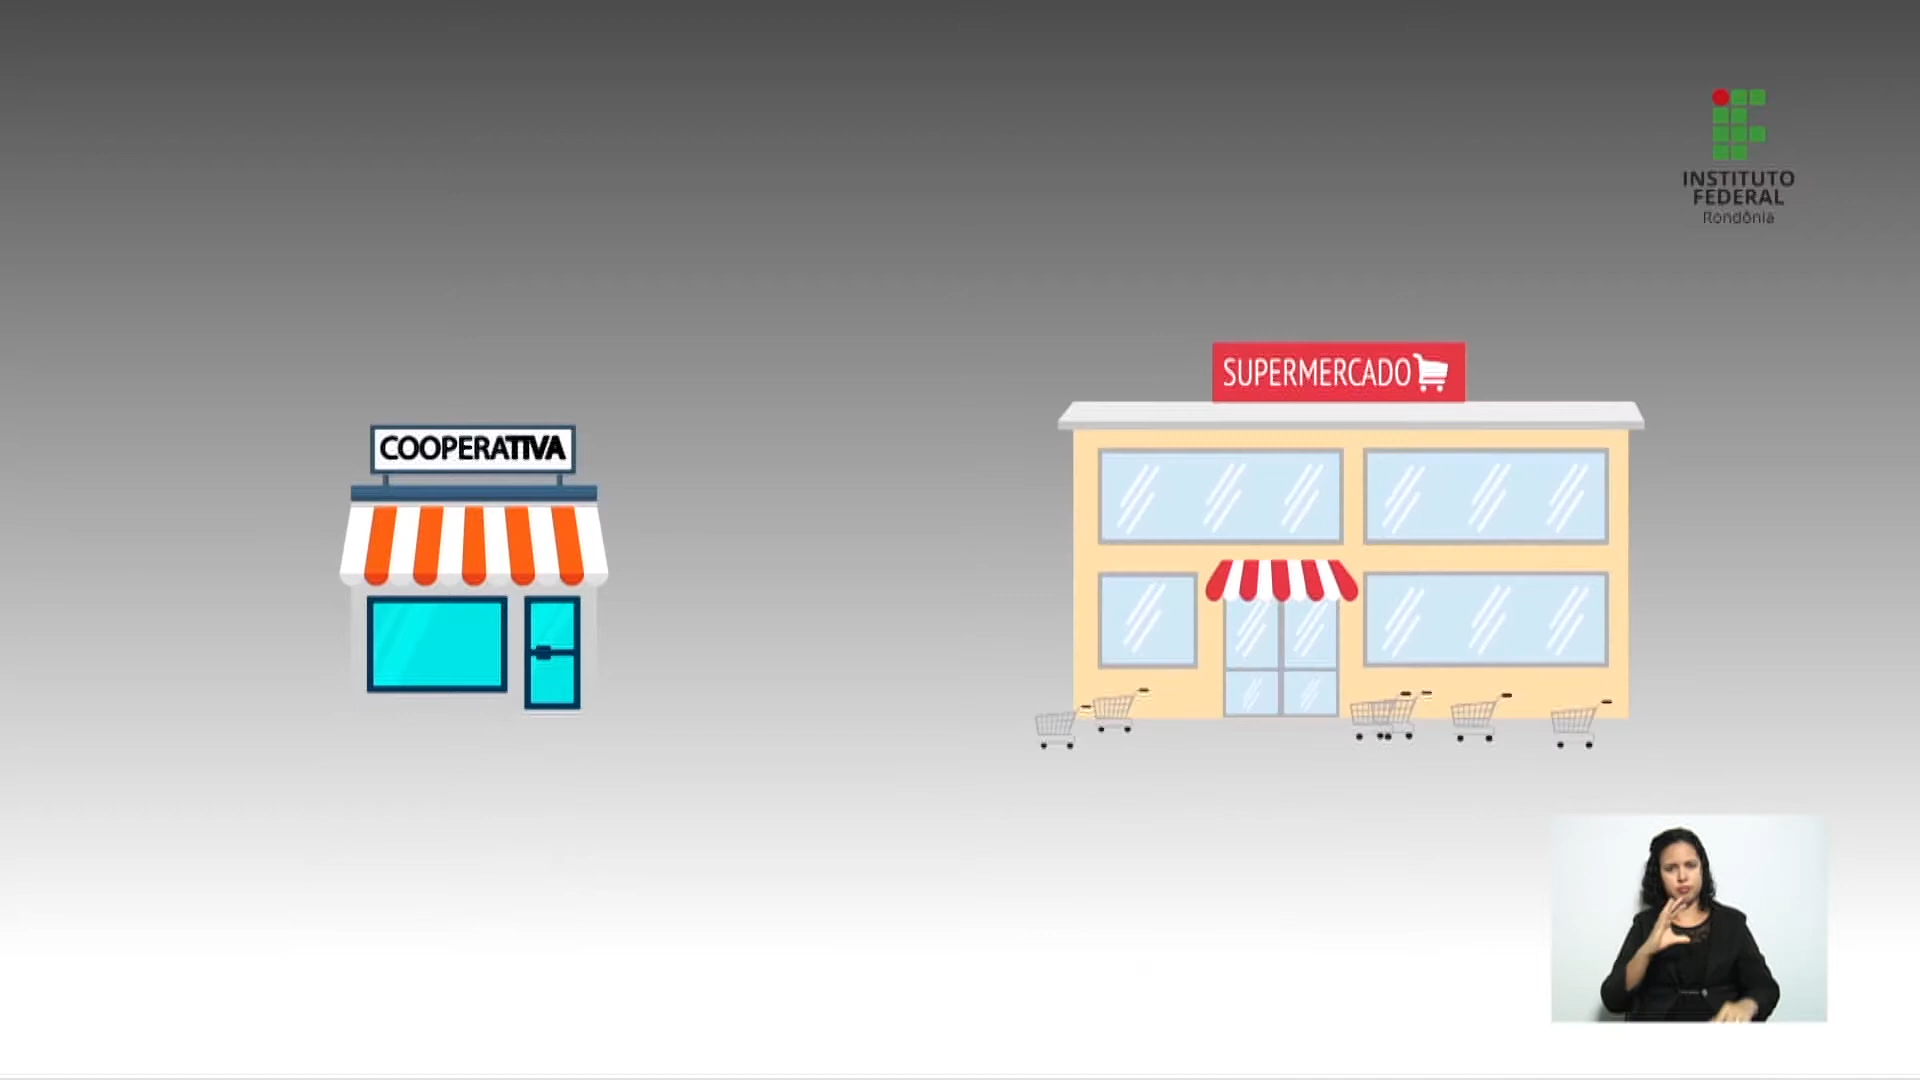 INSTITUTO
FEDERAL
Rondônia
SUPERMERCADO
COOPERATIVA